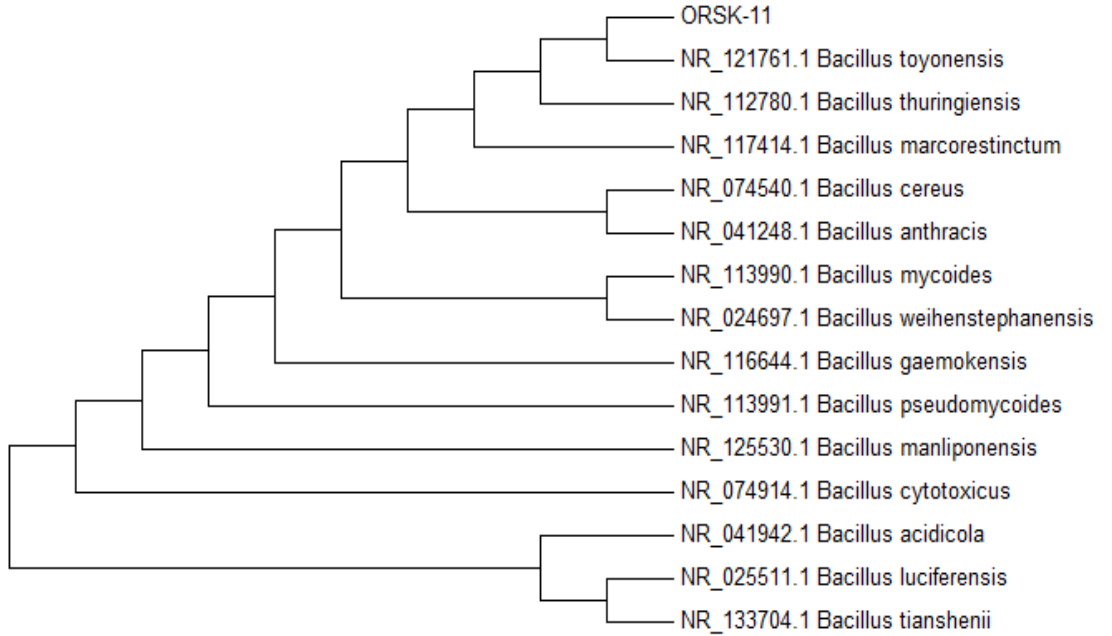 ORSK-11
NR_121761.1 Bacillus toyonensis
NR_112780.1 Bacillus thuringiensis
NR_117414.1 Bacillus marcorestinctum
NR_074540.1 Bacillus cereus
NR_041248.1 Bacillus anthracis
NR_113990.1 Bacillus mycoides
NR_024697.1 Bacillus weihenstephanensis
NR_116644.1 Bacillus gaemokensis
NR_113991.1 Bacillus pseudomycoides
NR_125530.1 Bacillus manliponensis
NR_074914.1 Bacillus cytotoxicus
NR_041942.1 Bacillus acidicola
NR_025511.1 Bacillus luciferensis
NR_133704.1 Bacillus tianshenii